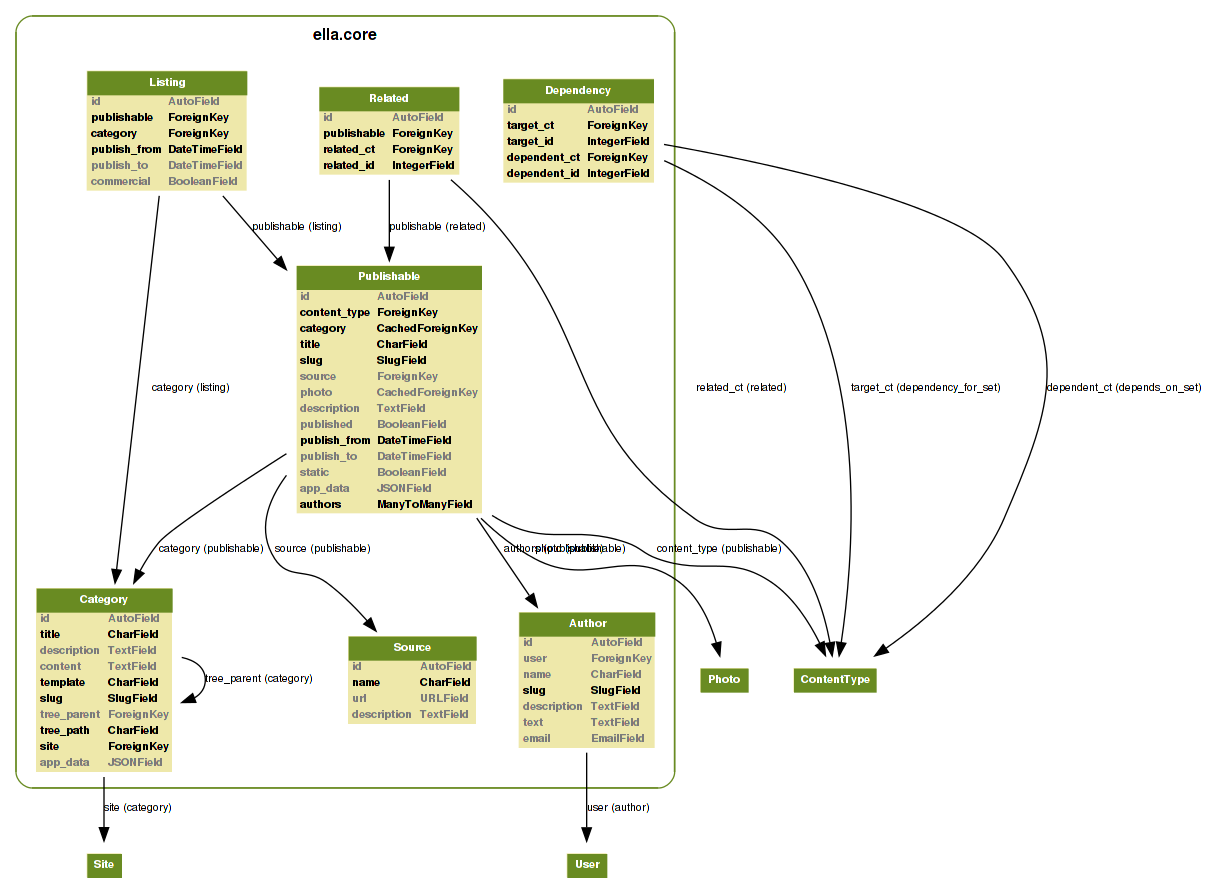 ella.core
Listing
id AutoField
publishable ForeignKey
category ForeignKey
publish_from DateTimeField
publish_to DateTimeField
commercial BooleanField
Related
id AutoField
publishable ForeignKey
related_ct ForeignKey
related_id IntegerField
Dependency
id AutoField
target_ct ForeignKey
target_id IntegerField
dependent_ct ForeignKey
dependent_id IntegerField
publishable (listing)
publishable (related)
Publishable
id AutoField
content_type ForeignKey
category CachedForeignKey
title CharField
slug SlugField
source ForeignKey
photo CachedForeignKey
description TextField
published BooleanField
publish_from DateTimeField
publish_to DateTimeField
static BooleanField
app_data JSONField
authors ManyToManyField
category (listing)
related_ct (related)
target_ct (dependency_for_set)
dependent_ct (depends_on_set)
category (publishable)
source (publishable)
authors (publishable)
photo (publishable)
content_type (publishable)
Category
id AutoField
title CharField
description TextField
content TextField
template CharField
slug SlugField
tree_parent ForeignKey
tree_path CharField
site ForeignKey
app_data JSONField
tree_parent (category)
Source
id AutoField
name CharField
url URLField
description TextField
Author
id AutoField
user ForeignKey
name CharField
slug SlugField
description TextField
text TextField
email EmailField
Photo
ContentType
site (category)
user (author)
Site
User